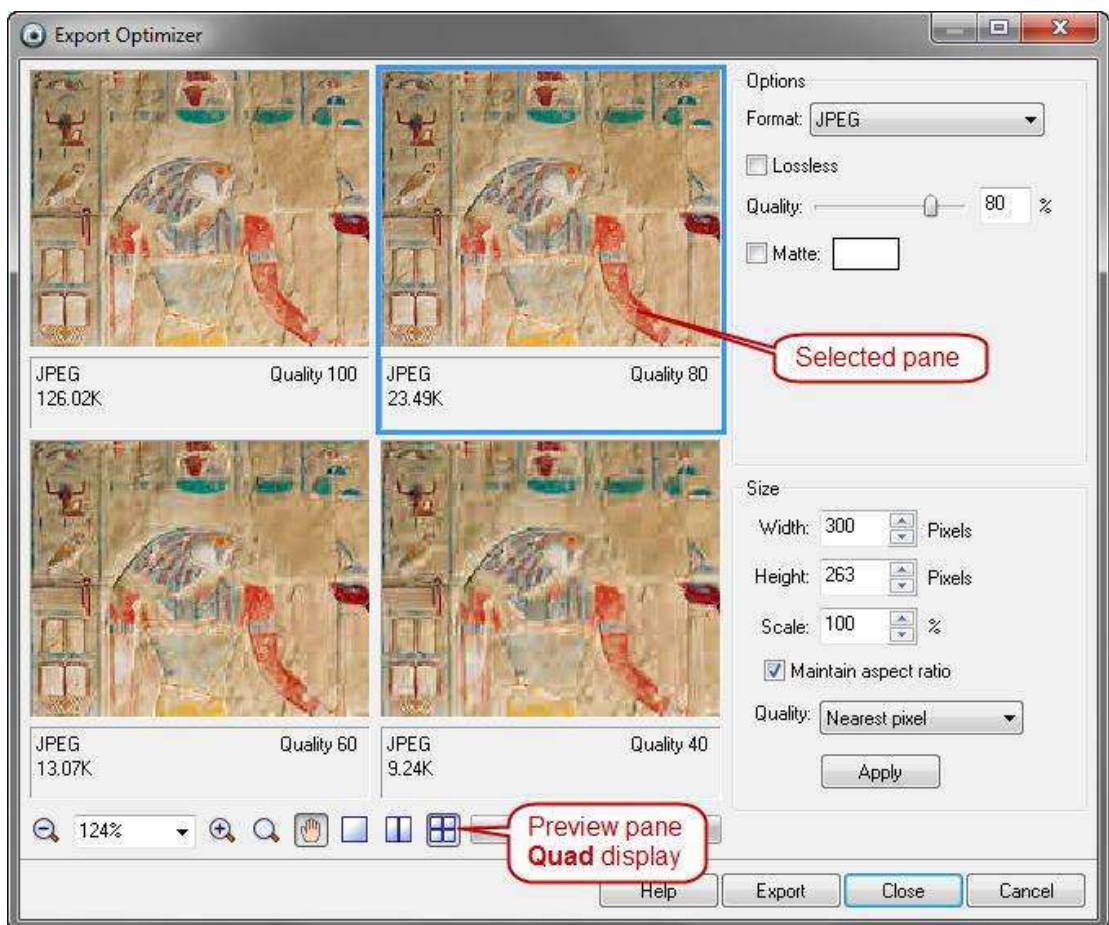 Export Optimizer
JPEG Quality 100
126.02K
JPEG Quality 80
23.49K
JPEG Quality 60
13.07K
JPEG Quality 40
9.24K
124%
Preview pane
Quad display
Options
Format: JPEG
Lossless
Quality: 80 %
Matte:
Selected pane
Size
Width: 300 Pixels
Height: 263 Pixels
Scale: 100 %
Maintain aspect ratio
Quality: Nearest pixel
Apply
Help Export Close Cancel